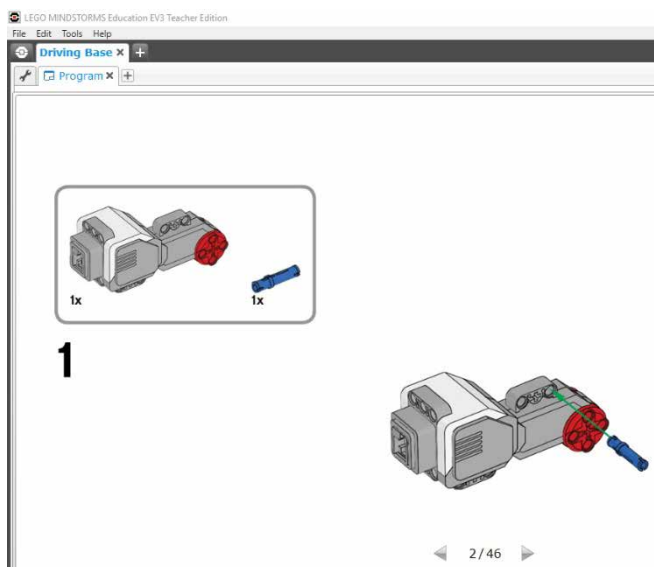 LEGO MINDSTORMS Education EV3 Teacher Edition
File Edit Tools Help
Driving Base × +
Program × +
1x 1x
1
2/46